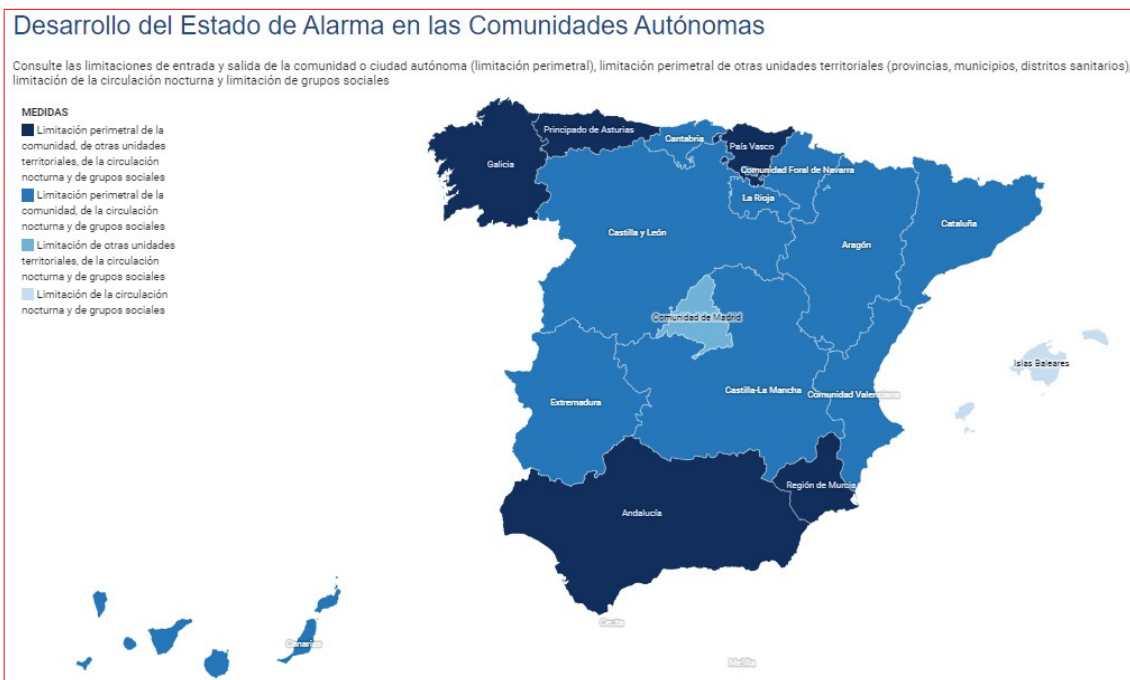 Desarrollo del Estado de Alarma en las Comunidades Autónomas
Consulte las limitaciones de entrada y salida de la comunidad o ciudad autónoma (limitación perimetral), limitación perimetral de otras unidades territoriales (provincias, municipios, distritos sanitarios),
limitación de la circulación nocturna y limitación de grupos sociales
MEDIDAS
Limitación perimetral de la
comunidad, de otras unidades
territoriales, de la circulación
nocturna y de grupos sociales
Limitación perimetral de la
comunidad, de la circulación
nocturna y de grupos sociales
Limitación de otras unidades
territoriales, de la circulación
nocturna y de grupos sociales
Limitación de la circulación
nocturna y de grupos sociales
Principado de Asturias
Cantabria
País Vasco
Galicia
Comunidad Foral de Navarra
La Rioja
Cataluña
Castilla y León
Aragón
Comunidad de Madrid
Islas Baleares
Castilla-La Mancha
Comunidad Valenciana
Extremadura
Región de Murcia
Andalucía
Ceuta
Canarias
Melilla